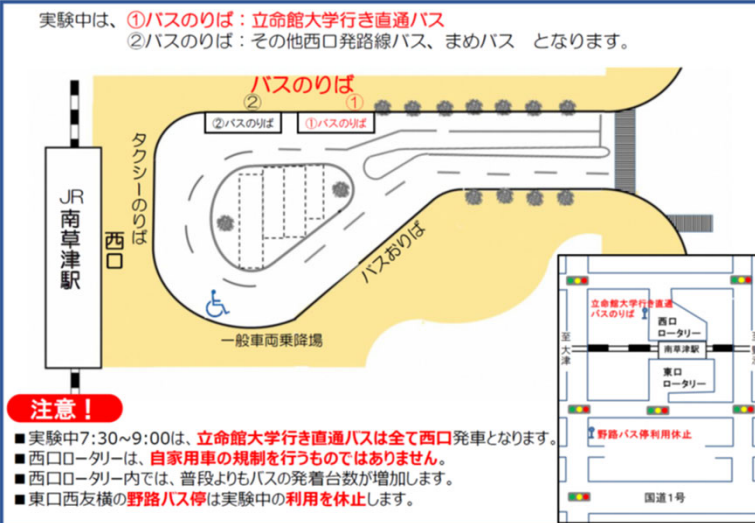 実験中は、①バスのりば：立命館大学行き直通バス
②バスのりば：その他西口発路線バス、まめバス　となります。
バスのりば
②
①
②バスのりば
①バスのりば
タクシーのりば
JR
南草津駅
西口
バスおりば
一般車両乗降場
立命館大学行き直通
バスのりば
西口
ロータリー
至大津
南草津駅
東口
ロータリー
野路バス停利用休止
国道1号
注意！
■実験中7:30~9:00は、立命館大学行き直通バスは全て西口発車となります。
■西口ロータリーは、自家用車の規制を行うものではありません。
■西口ロータリー内では、普段よりもバスの発着台数が増加します。
■東口西友横の野路バス停は実験中の利用を休止します。